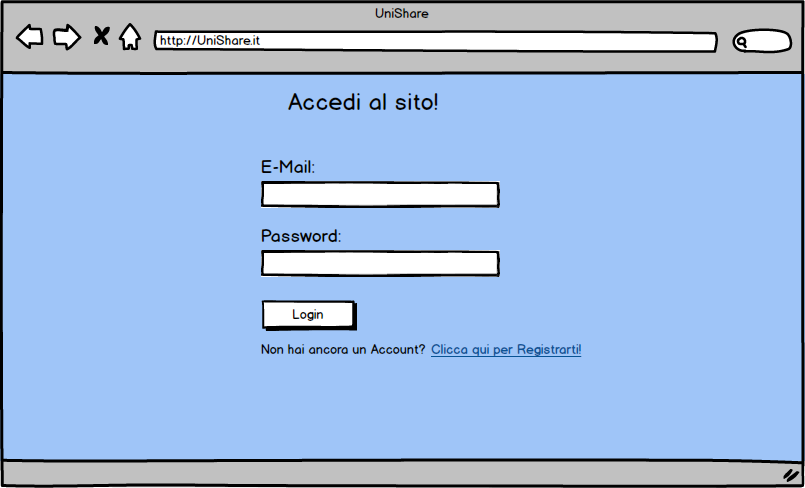 UniShare
http://UniShare.it
Accedi al sito!
E-Mail:
Password:
Login
Non hai ancora un Account? Clicca qui per Registrarti!